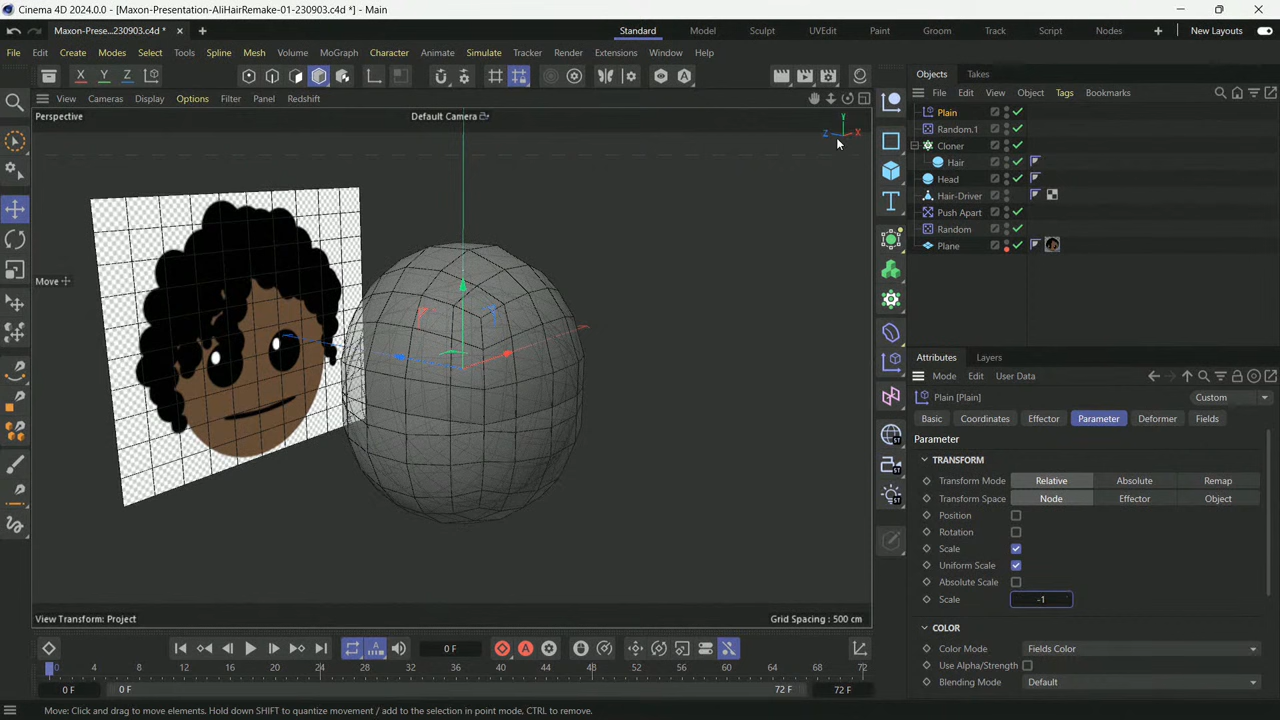 Cinema 4D 2024.0.0 - [Maxon-Presentation-AliHairRemake-01-230903.c4d *] - Main
Maxon-Prese...230903.c4d *
Standard Model Sculpt UVEdit Paint Groom Track Script Nodes New Layouts
File Edit Create Modes Select Tools Spline Mesh Volume MoGraph Character Animate Simulate Tracker Render Extensions Window Help
X Y Z
Objects Takes
View Cameras Display Options Filter Panel Redshift
File Edit View Object Tags Bookmarks
Perspective
Default Camera
Y
Z X
Plain
Random.1
Cloner
Hair
Head
Hair-Driver
Push Apart
Random
Plane
Move
Attributes Layers
Mode Edit User Data
Plain [Plain]
Custom
Basic Coordinates Effector Parameter Deformer Fields
Parameter
TRANSFORM
Transform Mode Relative Absolute Remap
Transform Space Node Effector Object
Position
Rotation
Scale
Uniform Scale
Absolute Scale
Scale -1
COLOR
Color Mode Fields Color
Use Alpha/Strength
Blending Mode Default
View Transform: Project
Grid Spacing : 500 cm
0 F
0 4 8 12 16 20 24 28 32 36 40 44 48 52 56 60 64 68 72
0 F 0 F 72 F 72 F
Move: Click and drag to move elements. Hold down SHIFT to quantize movement / add to the selection in point mode, CTRL to remove.